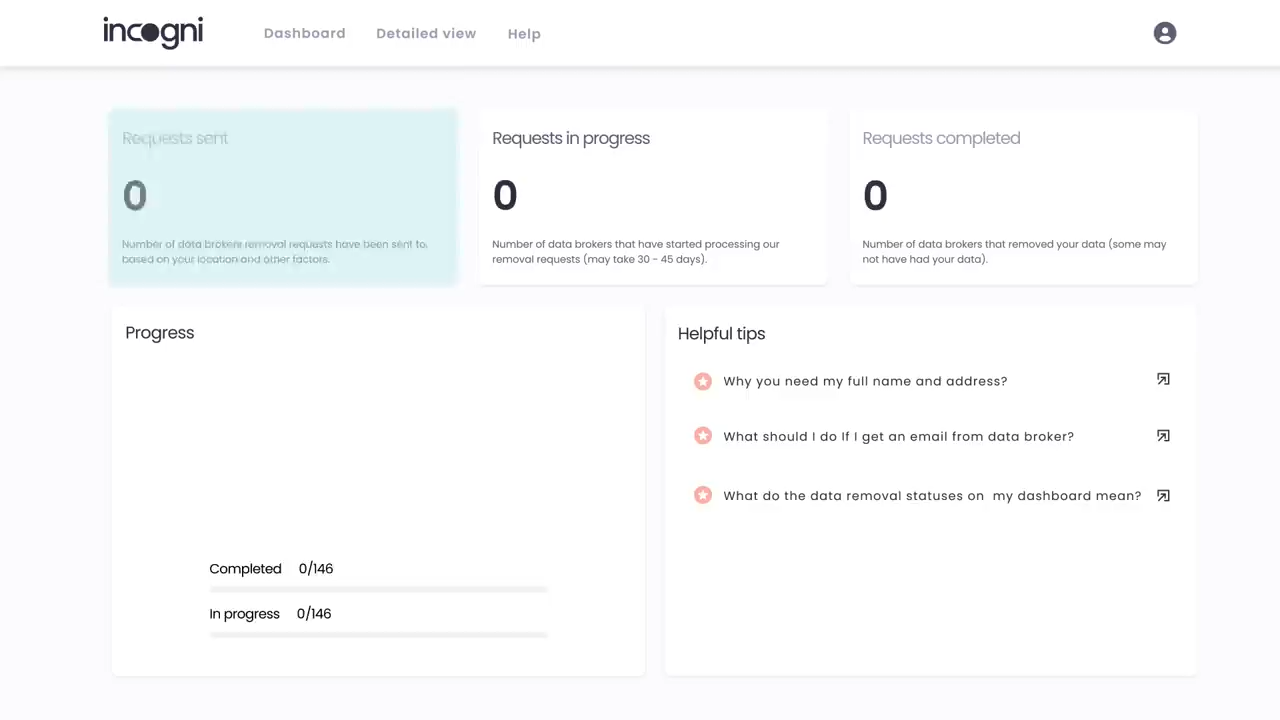 incogni
Dashboard
Detailed view
Help
Requests sent
0
Number of data brokers removal requests have been sent to,
based on your location and other factors.
Requests in progress
0
Number of data brokers that have started processing our
removal requests (may take 30 - 45 days).
Requests completed
0
Number of data brokers that removed your data (some may
not have had your data).
Progress
Completed 0/146
In progress 0/146
Helpful tips
Why you need my full name and address?
What should I do If I get an email from data broker?
What do the data removal statuses on my dashboard mean?